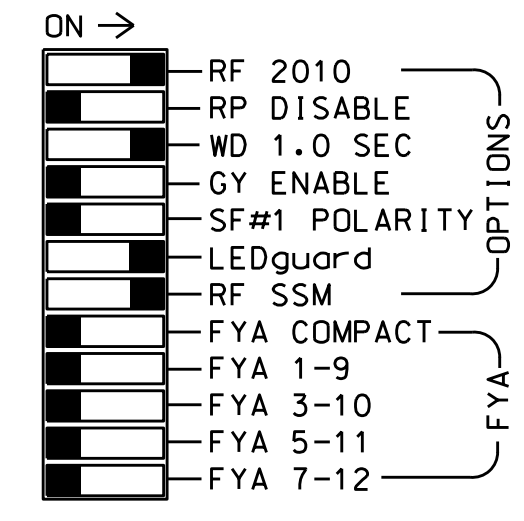 ON
RF 2010
RP DISABLE
WD 1.0 SEC
GY ENABLE
SF#1 POLARITY
LEDguard
RF SSM
OPTIONS
FYA COMPACT
FYA 1-9
FYA 3-10
FYA 5-11
FYA 7-12
FYA